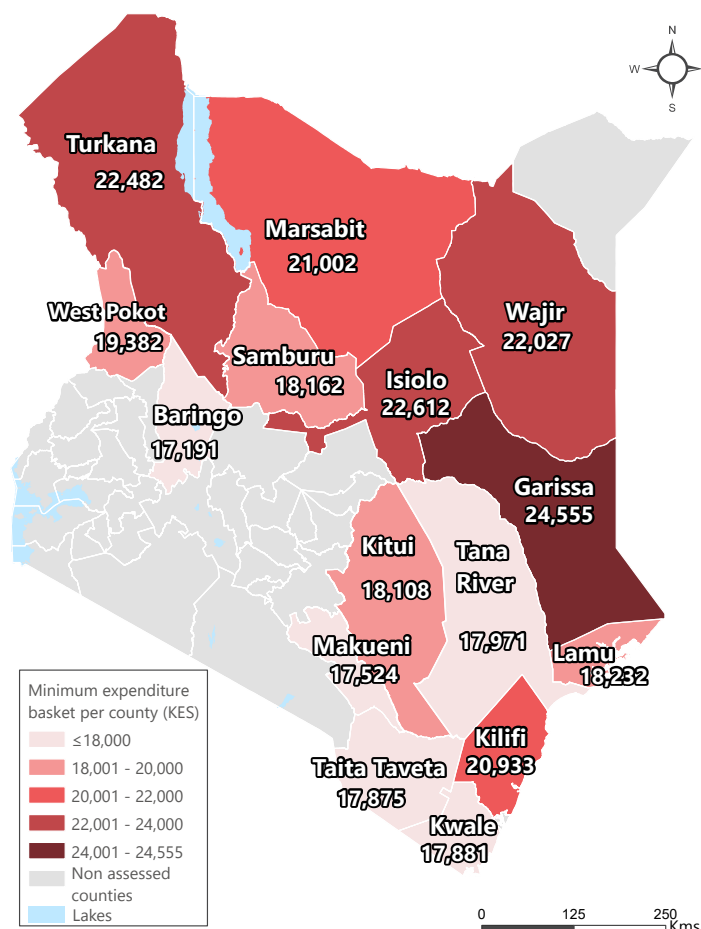 N
W
E
S
Turkana
22,482
Marsabit
21,002
West Pokot
19,382
Wajir
22,027
Samburu
18,162
Isiolo
22,612
Baringo
17,191
Garissa
24,555
Kitui
18,108
Tana
River
17,971
Makueni
17,524
Lamu
18,232
Kilifi
20,933
Taita Taveta
17,875
Kwale
17,881
Minimum expenditure
basket per county (KES)
≤18,000
18,001 - 20,000
20,001 - 22,000
22,001 - 24,000
24,001 - 24,555
Non assessed
counties
Lakes
0 125 250
Kms